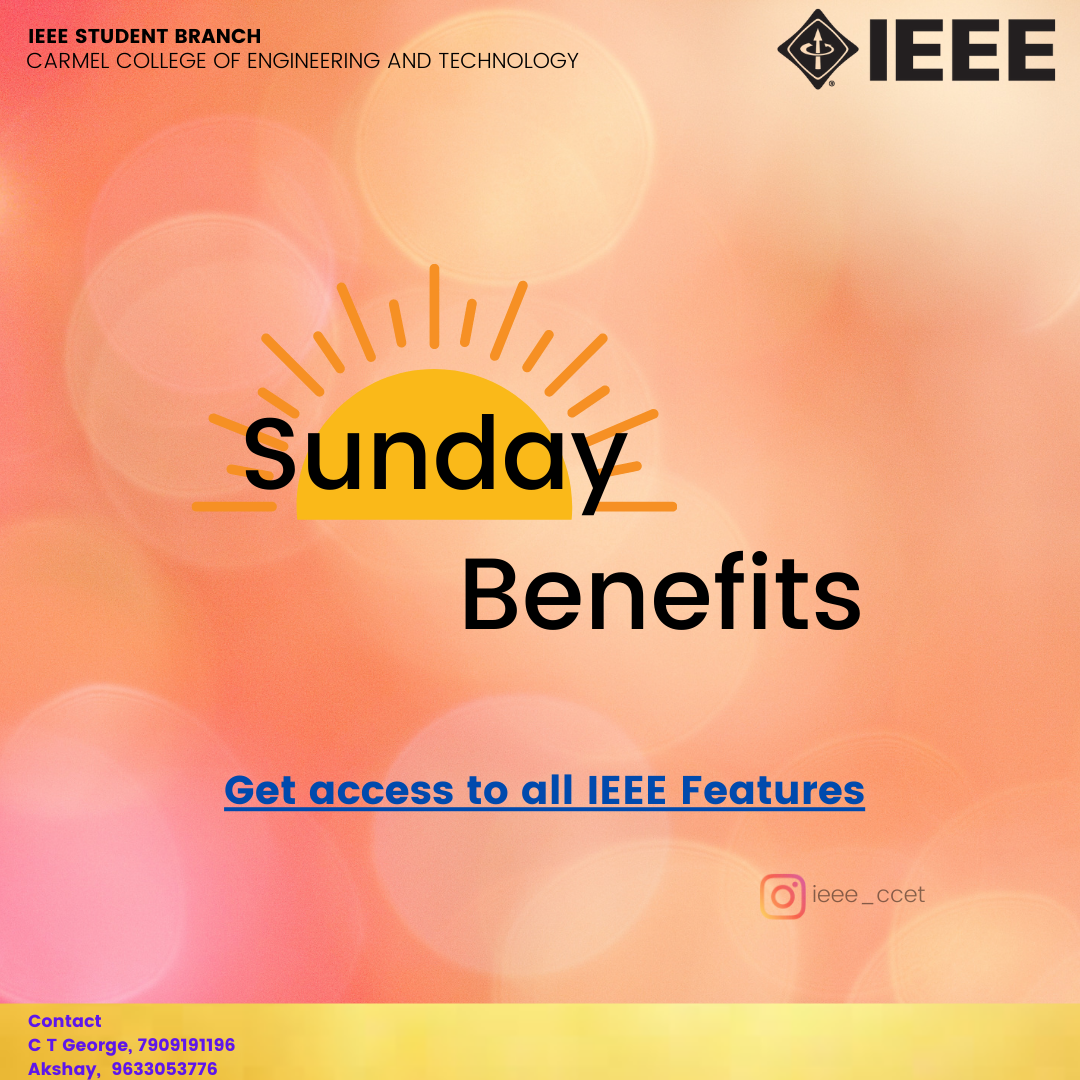 IEEE STUDENT BRANCH
CARMEL COLLEGE OF ENGINEERING AND TECHNOLOGY
IEEE
Sunday
Benefits
Get access to all IEEE Features
ieee_ccet
Contact
C T George, 7909191196
Akshay, 9633053776